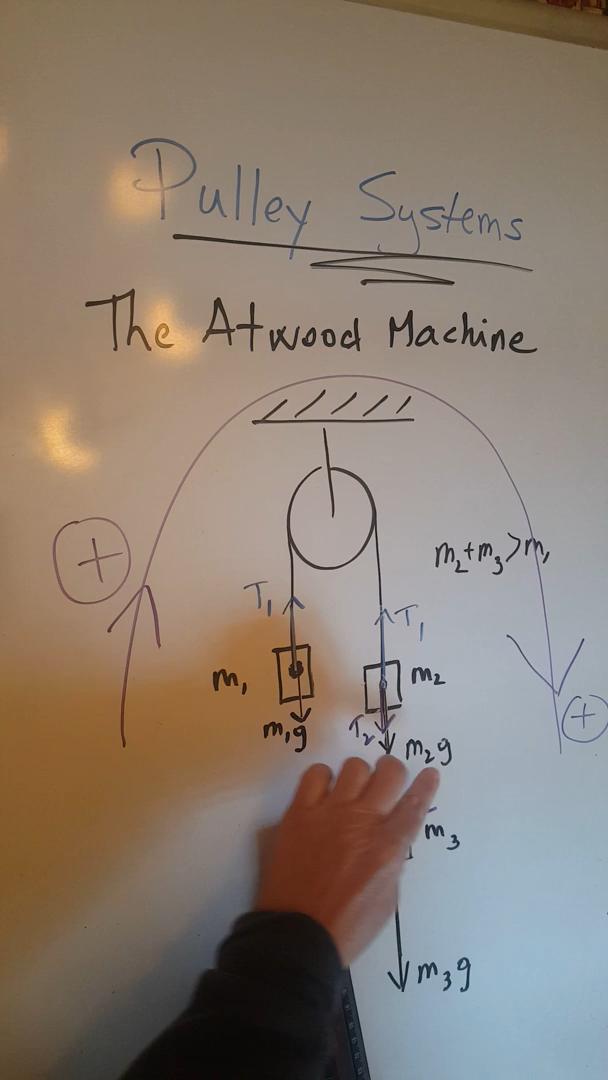 Pulley Systems
The Atwood Machine
+
m₂+m₃>m₁
T₁
T₁
m₁
m₂
+
m₁g
T₂
m₂g
m₃
m₃g